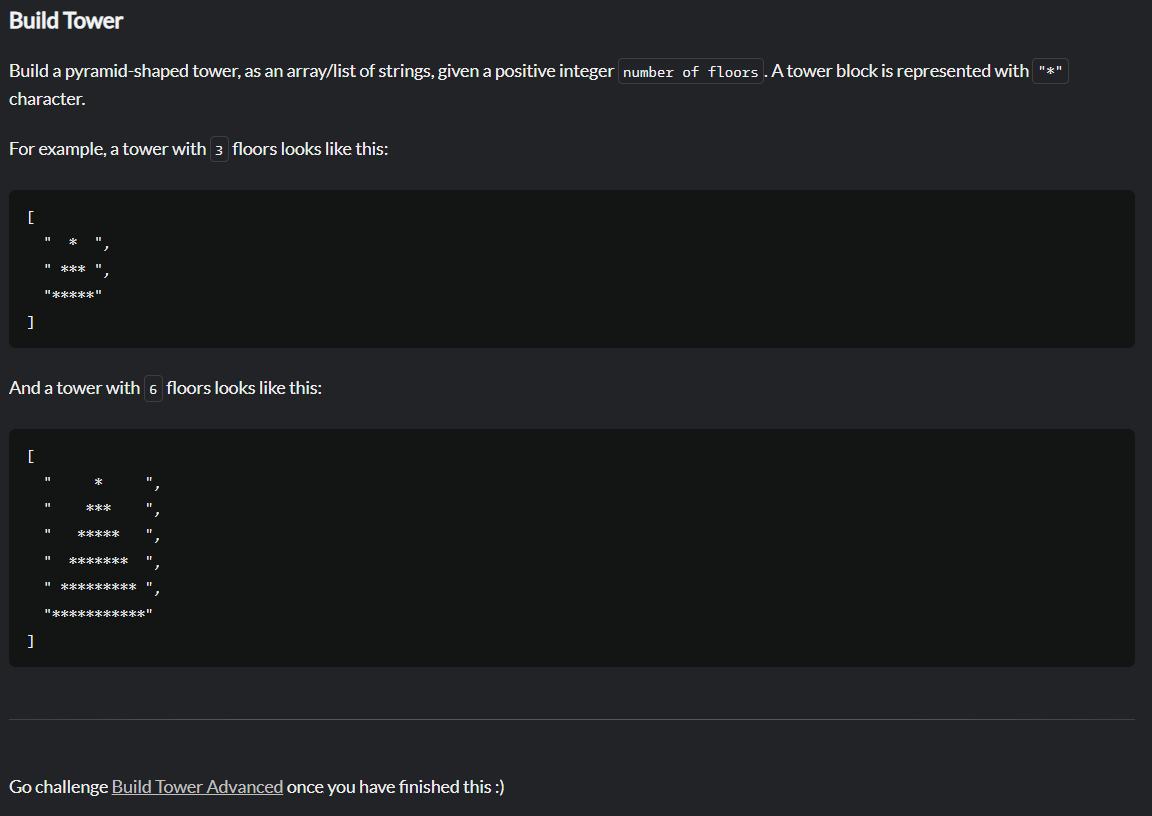 Build Tower
Build a pyramid-shaped tower, as an array/list of strings, given a positive integer number of floors. A tower block is represented with "*"
character.
For example, a tower with 3 floors looks like this:
[
  "  *  ",
  " *** ",
  "*****"
]
And a tower with 6 floors looks like this:
[
  "     *     ",
  "    ***    ",
  "   *****   ",
  "  *******  ",
  " ********* ",
  "***********"
]
Go challenge Build Tower Advanced once you have finished this :)